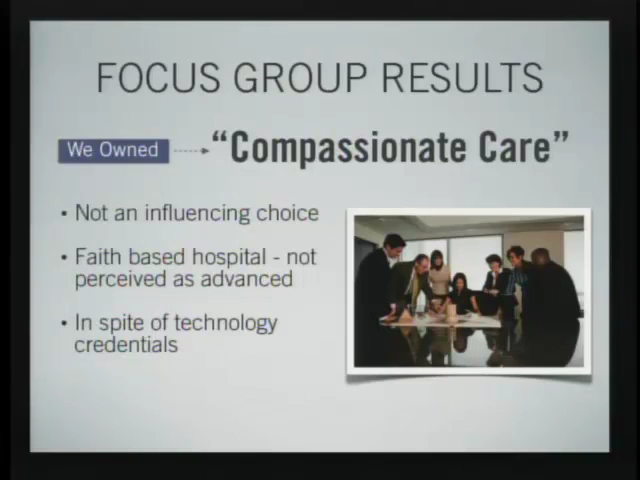 FOCUS GROUP RESULTS
We Owned
“Compassionate Care”
• Not an influencing choice
• Faith based hospital - not
perceived as advanced
• In spite of technology
credentials